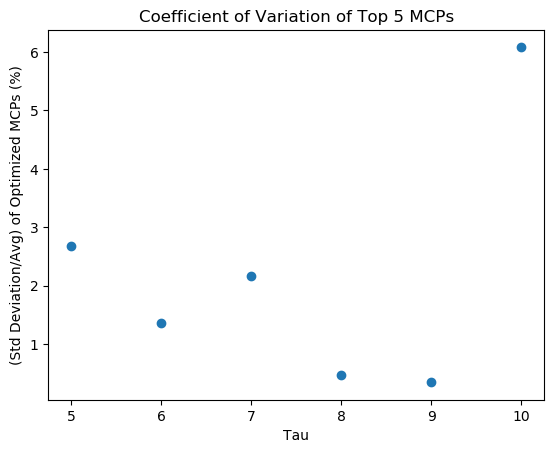 Coefficient of Variation of Top 5 MCPs
(Std Deviation/Avg) of Optimized MCPs (%)
6
5
4
3
2
1
5 6 7 8 9 10
Tau